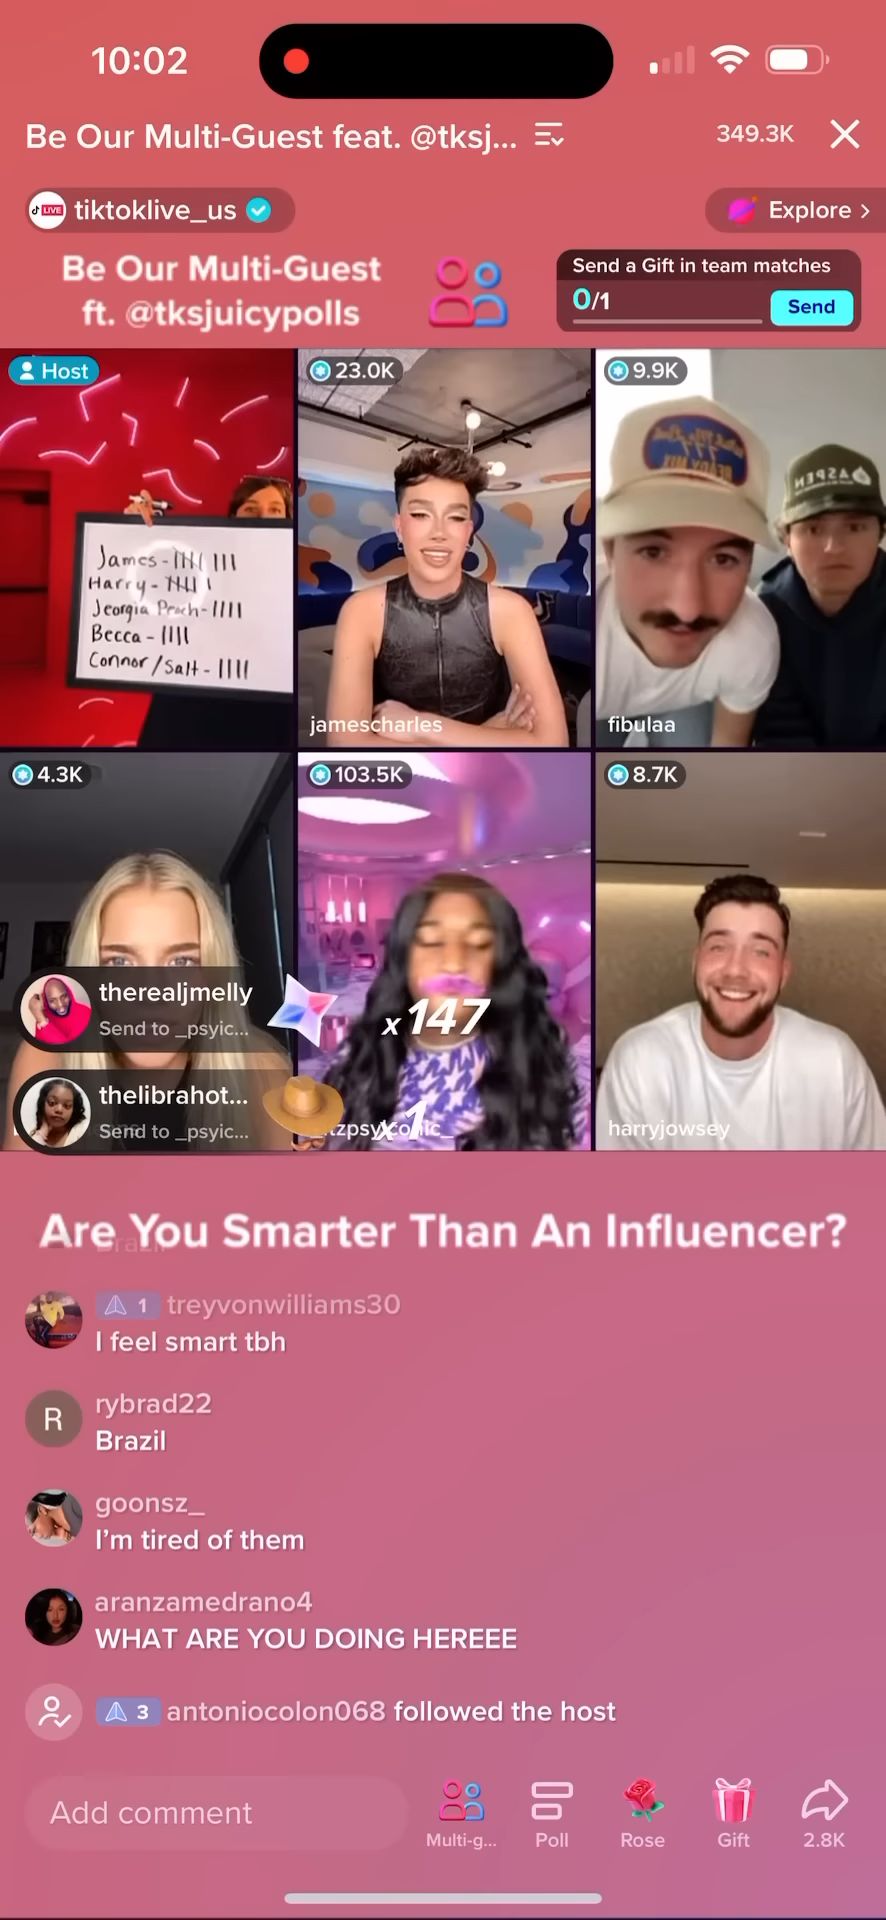 10:02
Be Our Multi-Guest feat. @tksj...
349.3K
LIVE
tiktoklive_us
Explore >
Be Our Multi-Guest
ft. @tksjuicypolls
Send a Gift in team matches
0/1
Send
Host
James - |||| |||
Harry - |||| |
Jeorgia Peach - ||||
Becca - ||||
Connor/Salt - ||||
23.0K
jamescharles
9.9K
ASPEN
fibulaa
4.3K
103.5K
8.7K
therealjmelly
Send to _psyic...
x147
thelibrahot...
Send to _psyic...
x1
harryjowsey
Are You Smarter Than An Influencer?
Brazil
1 treyvonwilliams30
I feel smart tbh
R
rybrad22
Brazil
goonsz_
I'm tired of them
aranzamedrano4
WHAT ARE YOU DOING HEREEE
3 antoniocolon068 followed the host
Add comment
Multi-g...
Poll
Rose
Gift
2.8K